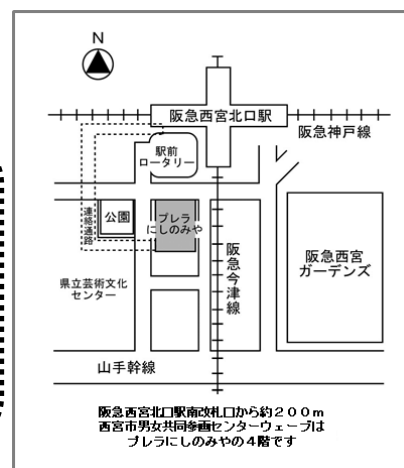 N
阪急西宮北口駅
阪急神戸線
駅前
ロータリー
連絡通路
公園
プレラ
にしのみや
阪急今津線
阪急西宮
ガーデンズ
県立芸術文化
センター
山手幹線
阪急西宮北口駅南改札口から約200m
西宮市男女共同参画センターウェーブは
プレラにしのみやの4階です